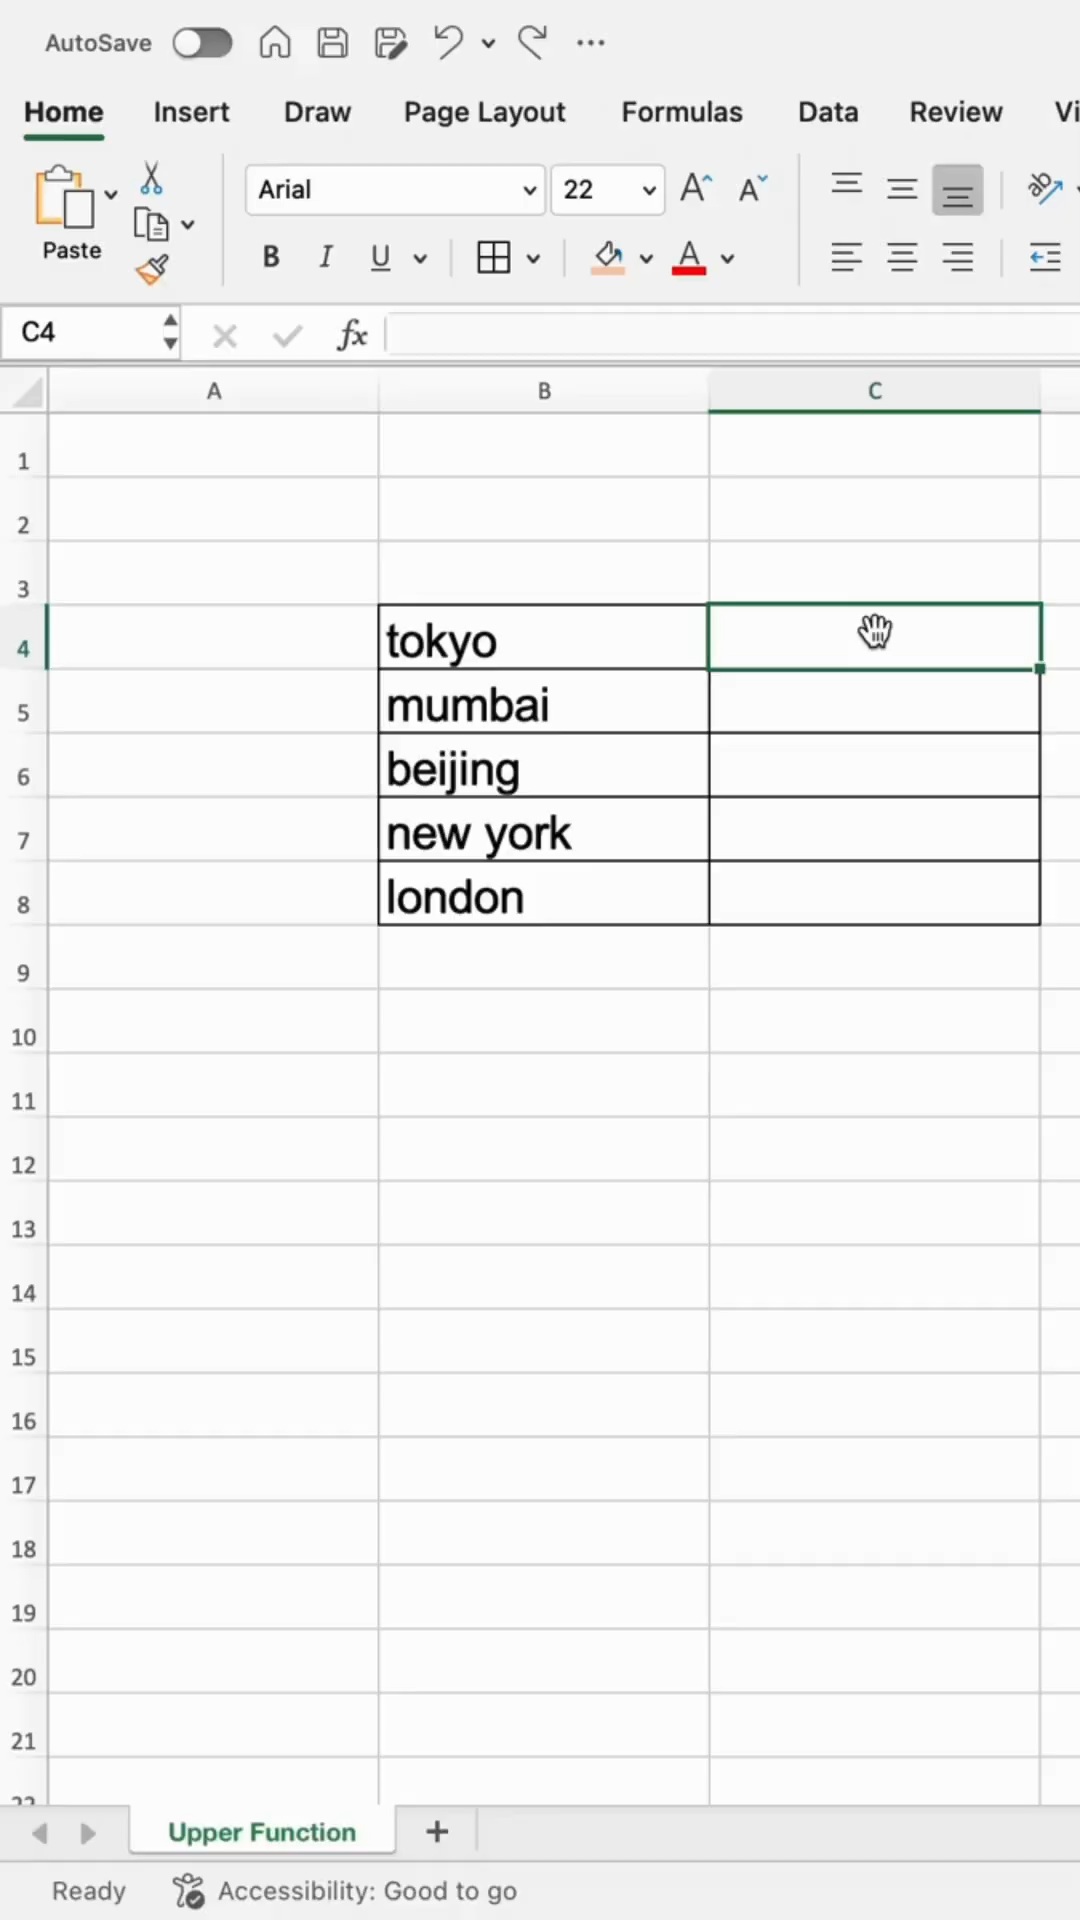 AutoSave
Home Insert Draw Page Layout Formulas Data Review Vi
Paste
Arial 22 A A
B I U A ab
C4 fx
A B C
1
2
3
4 tokyo
5 mumbai
6 beijing
7 new york
8 london
9
10
11
12
13
14
15
16
17
18
19
20
21
22
Upper Function +
Ready Accessibility: Good to go